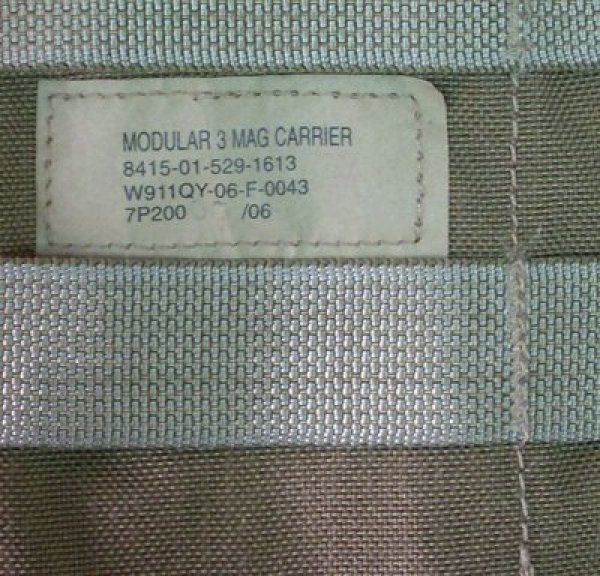 MODULAR 3 MAG CARRIER
8415-01-529-1613
W911QY-06-F-0043
7P200 /06